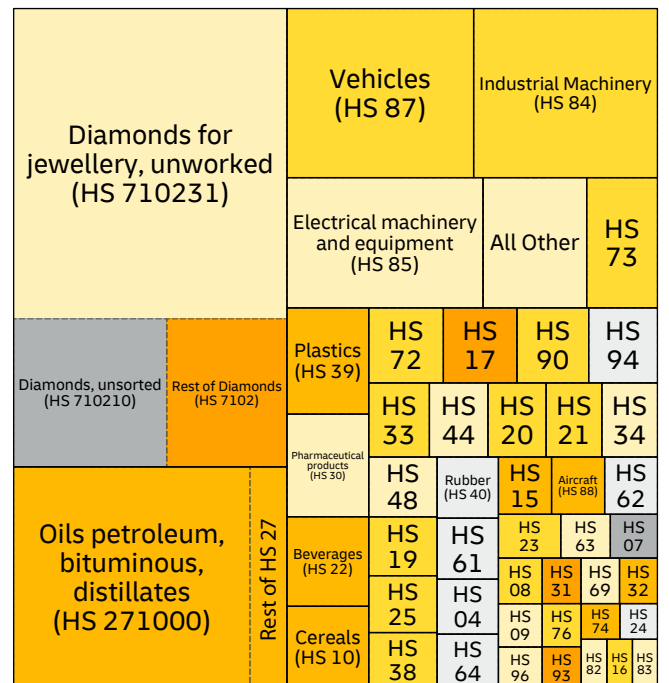 Diamonds for
jewellery, unworked
(HS 710231)
Diamonds, unsorted
(HS 710210)
Rest of Diamonds
(HS 7102)
Oils petroleum,
bituminous,
distillates
(HS 271000)
Rest of HS 27
Vehicles
(HS 87)
Industrial Machinery
(HS 84)
Electrical machinery
and equipment
(HS 85)
All Other
HS
73
Plastics
(HS 39)
HS
72
HS
17
HS
90
HS
94
HS
33
HS
44
HS
20
HS
21
HS
34
Pharmaceutical
products
(HS 30)
HS
48
Rubber
(HS 40)
HS
15
Aircraft
(HS 88)
HS
62
Beverages
(HS 22)
HS
19
HS
61
HS
23
HS
63
HS
07
HS
25
HS
04
HS
08
HS
31
HS
69
HS
32
Cereals
(HS 10)
HS
38
HS
64
HS
09
HS
76
HS
74
HS
24
HS
96
HS
93
HS
82
HS
16
HS
83